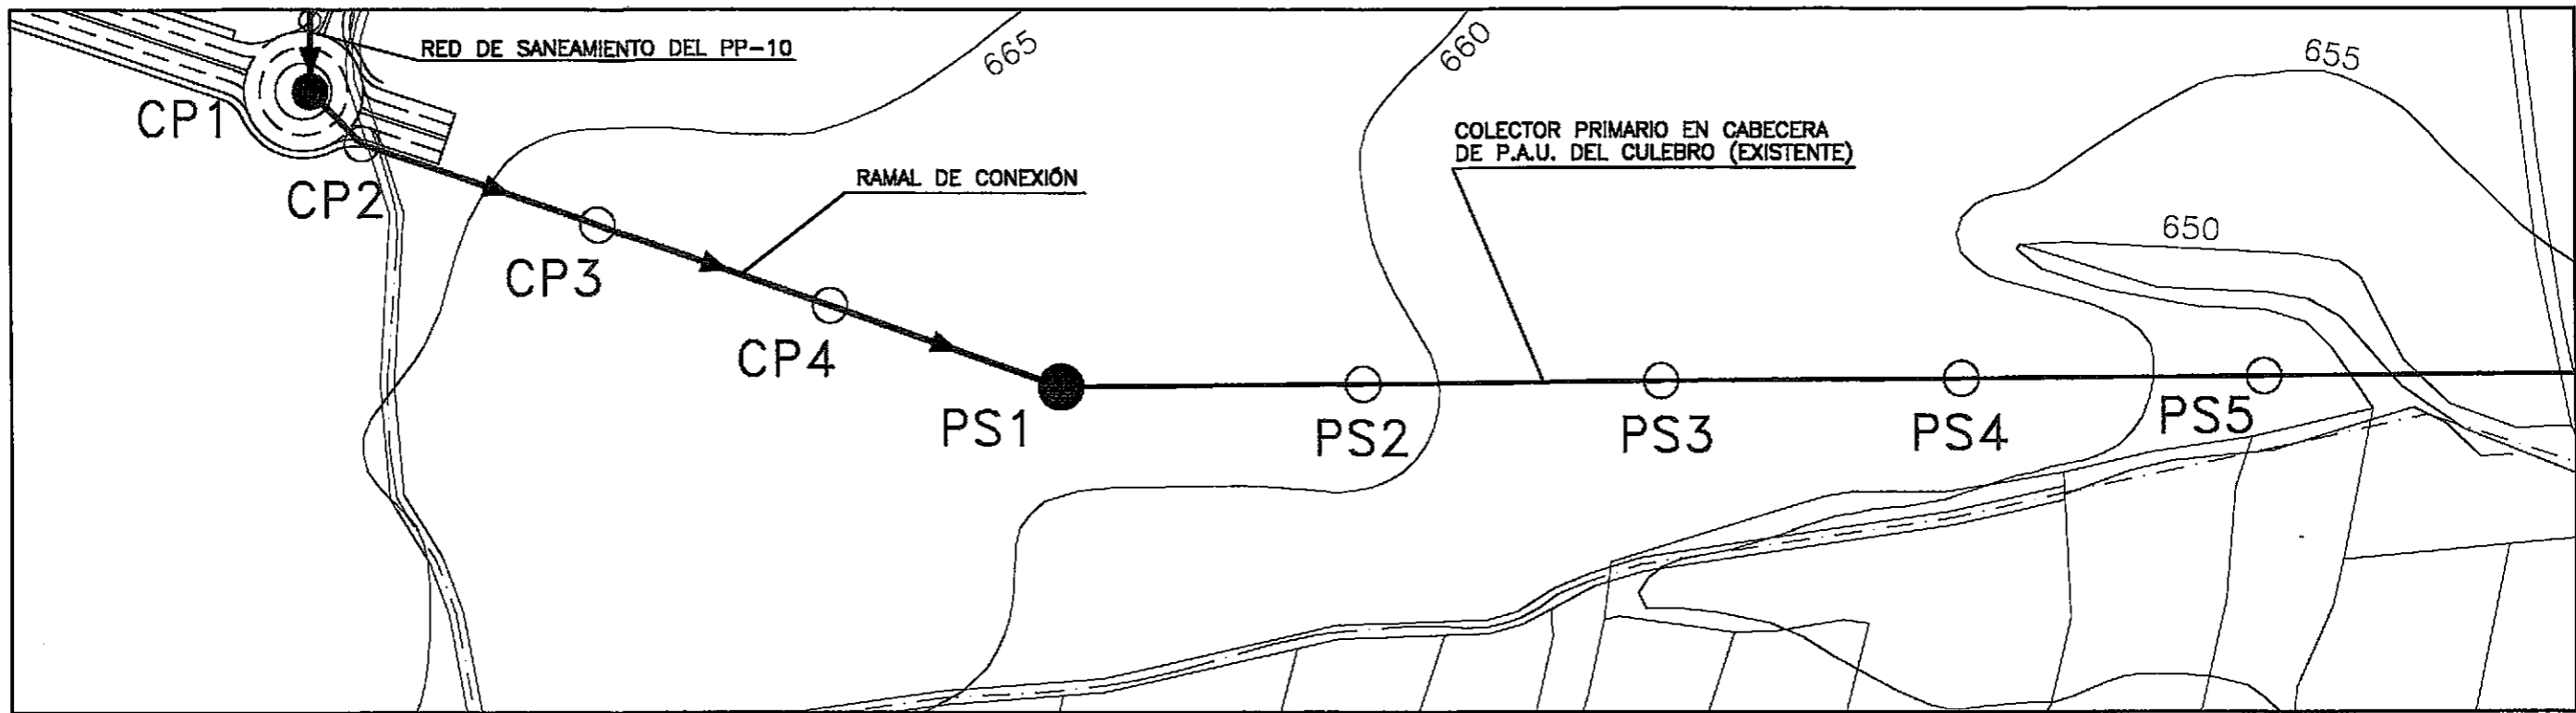 RED DE SANEAMIENTO DEL PP-10
665
660
655
CP1
COLECTOR PRIMARIO EN CABECERA
DE P.A.U. DEL CULEBRO (EXISTENTE)
RAMAL DE CONEXIÓN
CP2
650
CP3
CP4
PS1
PS2
PS3
PS4
PS5